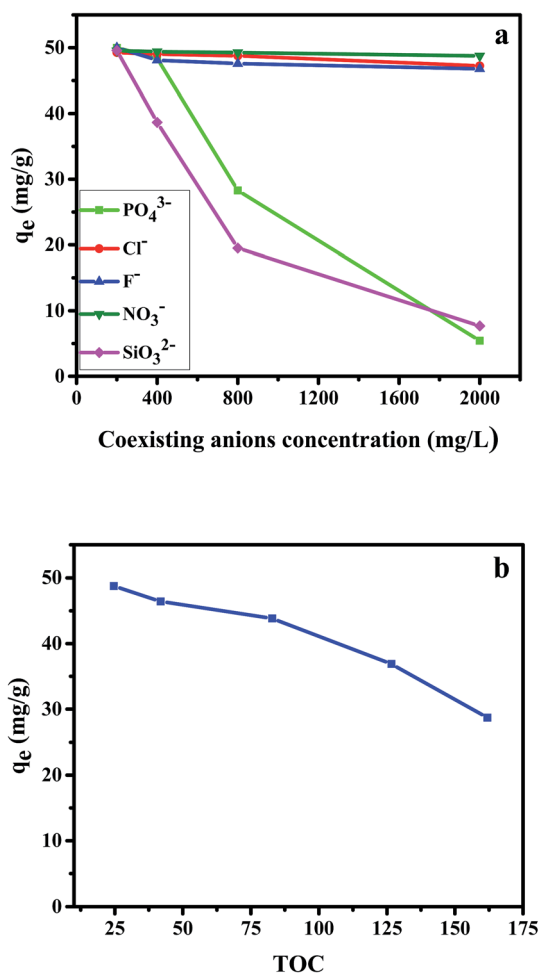 a
50
40
30
20
10
0
qe (mg/g)
PO₄³⁻
Cl⁻
F⁻
NO₃⁻
SiO₃²⁻
0 400 800 1200 1600 2000
Coexisting anions concentration (mg/L)
b
50
40
30
20
10
0
qe (mg/g)
25 50 75 100 125 150 175
TOC